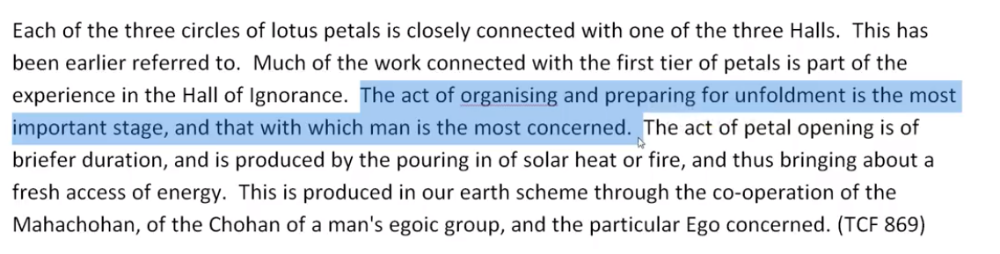 Each of the three circles of lotus petals is closely connected with one of the three Halls.  This has
been earlier referred to.  Much of the work connected with the first tier of petals is part of the
experience in the Hall of Ignorance.  The act of organising and preparing for unfoldment is the most
important stage, and that with which man is the most concerned.  The act of petal opening is of
briefer duration, and is produced by the pouring in of solar heat or fire, and thus bringing about a
fresh access of energy.  This is produced in our earth scheme through the co-operation of the
Mahachohan, of the Chohan of a man's egoic group, and the particular Ego concerned. (TCF 869)